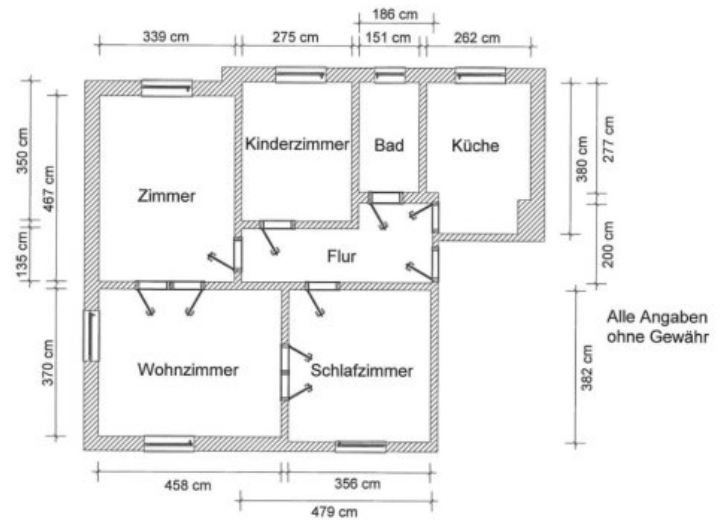 186 cm
339 cm
275 cm
151 cm
262 cm
350 cm
467 cm
135 cm
370 cm
Kinderzimmer
Bad
Küche
Zimmer
Flur
380 cm
277 cm
200 cm
Wohnzimmer
Schlafzimmer
382 cm
Alle Angaben
ohne Gewähr
458 cm
356 cm
479 cm